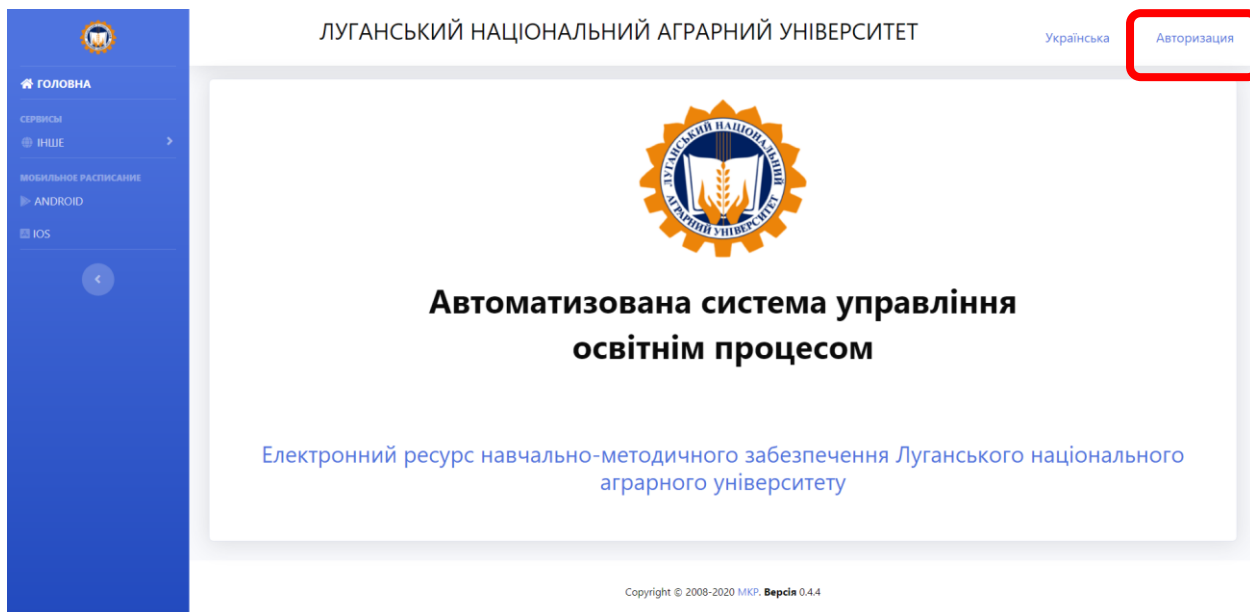 ЛУГАНСЬКИЙ НАЦІОНАЛЬНИЙ АГРАРНИЙ УНІВЕРСИТЕТ
Українська
Авторизация
ГОЛОВНА
СЕРВИСЫ
ІНШЕ
МОБИЛЬНОЕ РАСПИСАНИЕ
ANDROID
IOS
ЛУГАНСЬКИЙ НАЦІОНАЛЬНИЙ
АГРАРНИЙ УНІВЕРСИТЕТ
Автоматизована система управління
освітнім процесом
Електронний ресурс навчально-методичного забезпечення Луганського національного
аграрного університету
Copyright © 2008-2020 МКР. Версія 0.4.4